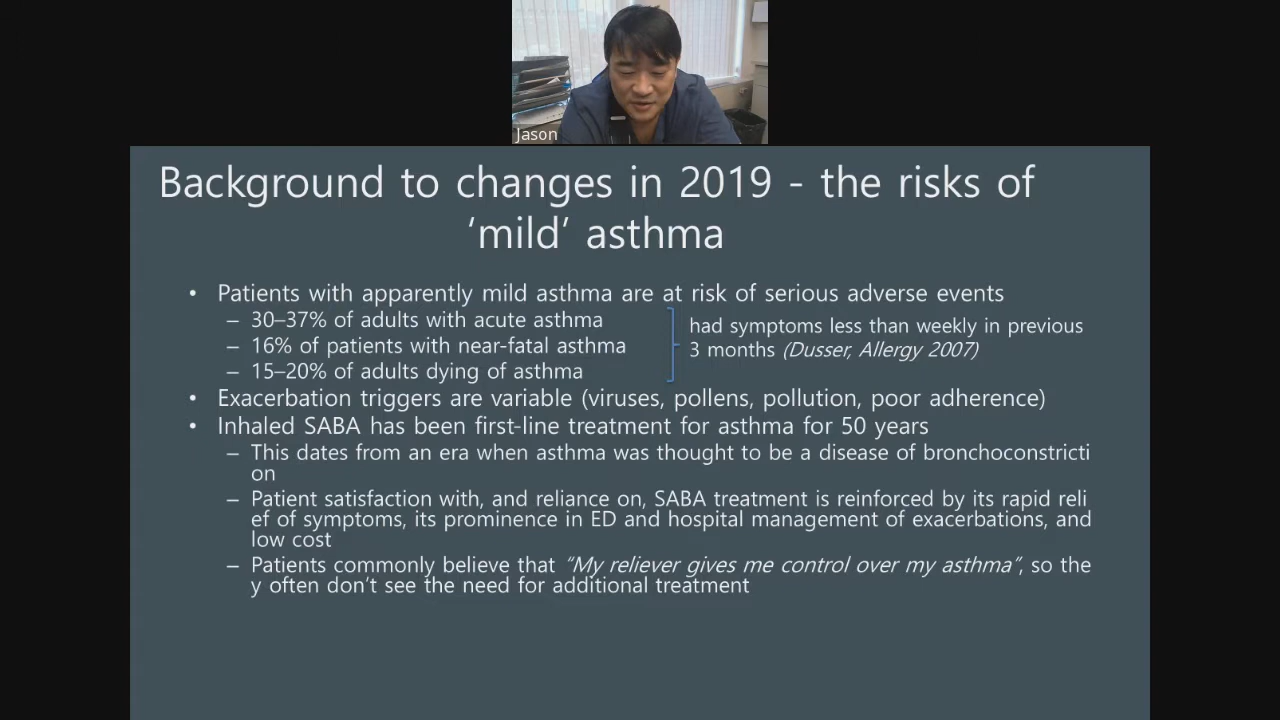 Jason
Background to changes in 2019 - the risks of
‘mild’ asthma
• Patients with apparently mild asthma are at risk of serious adverse events
– 30–37% of adults with acute asthma
– 16% of patients with near-fatal asthma
– 15–20% of adults dying of asthma
had symptoms less than weekly in previous
3 months (Dusser, Allergy 2007)
• Exacerbation triggers are variable (viruses, pollens, pollution, poor adherence)
• Inhaled SABA has been first-line treatment for asthma for 50 years
– This dates from an era when asthma was thought to be a disease of bronchoconstricti
on
– Patient satisfaction with, and reliance on, SABA treatment is reinforced by its rapid reli
ef of symptoms, its prominence in ED and hospital management of exacerbations, and
low cost
– Patients commonly believe that “My reliever gives me control over my asthma”, so the
y often don’t see the need for additional treatment